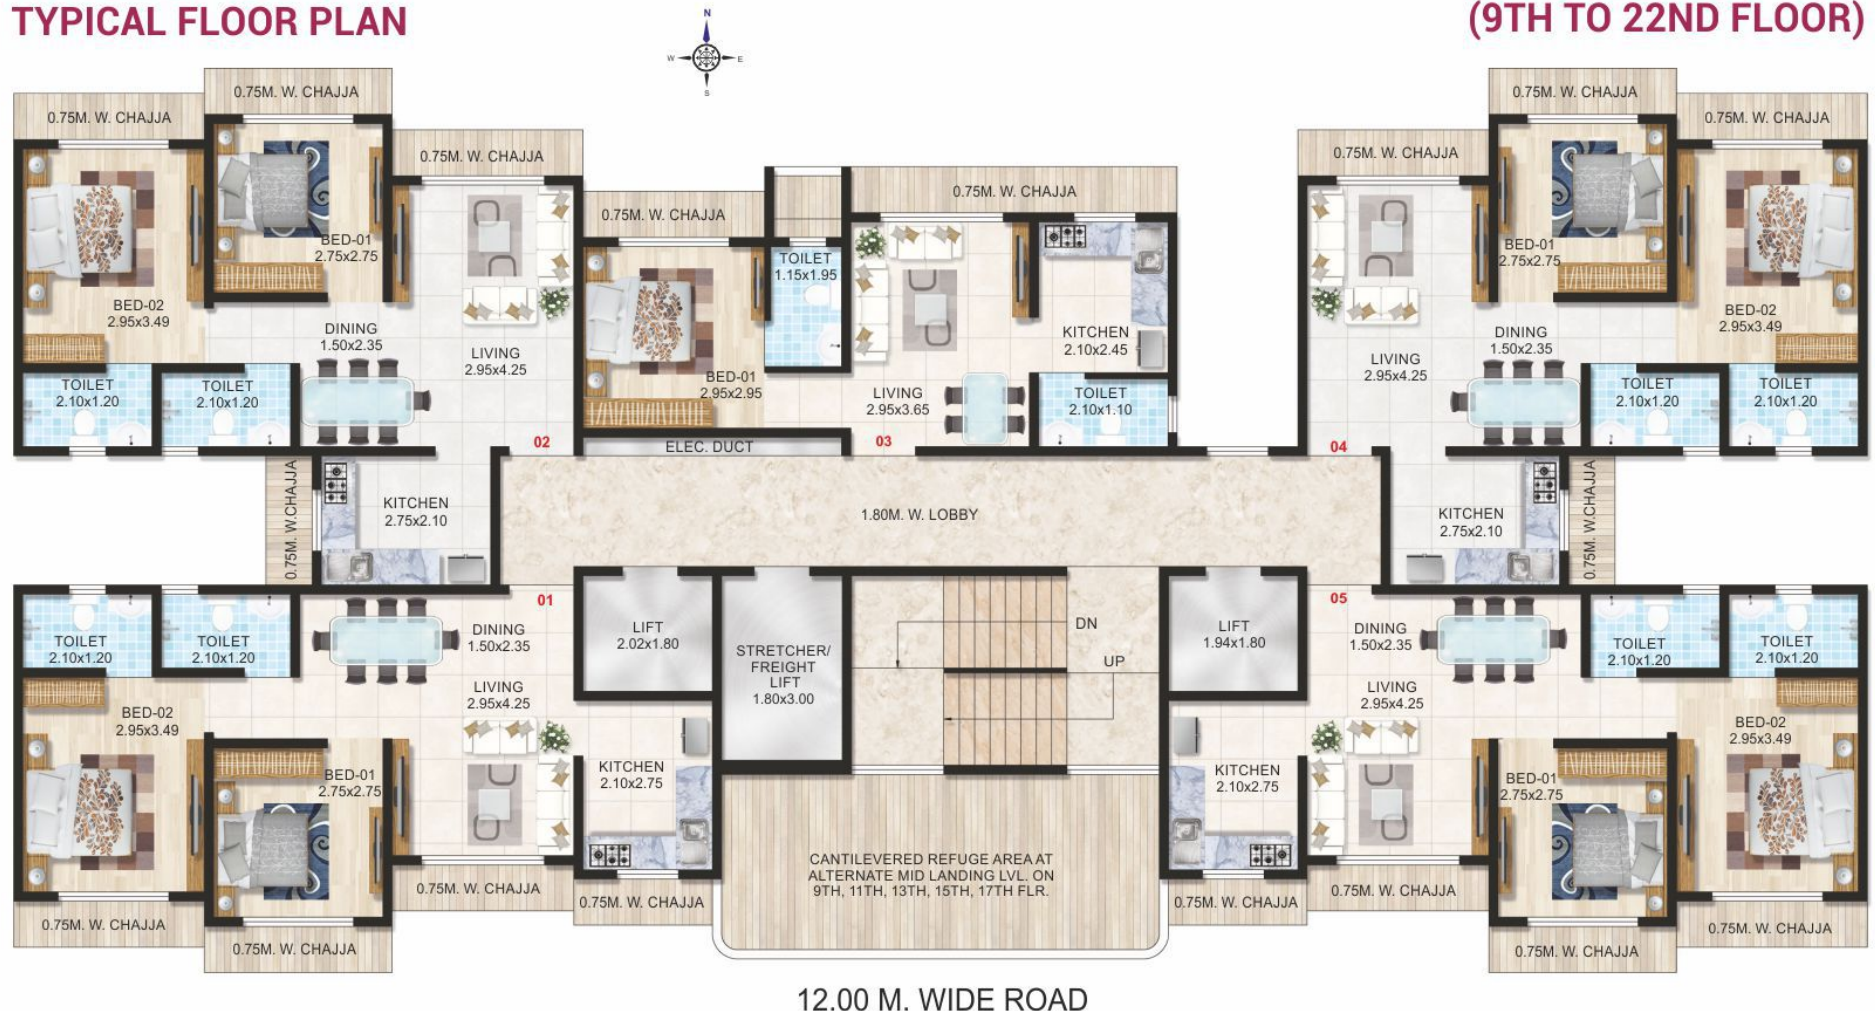 TYPICAL FLOOR PLAN
(9TH TO 22ND FLOOR)
N
W
E
S
0.75M. W. CHAJJA
0.75M. W. CHAJJA
0.75M. W. CHAJJA
0.75M. W. CHAJJA
0.75M. W. CHAJJA
0.75M. W. CHAJJA
0.75M. W. CHAJJA
0.75M. W. CHAJJA
BED-02
2.95x3.49
BED-01
2.75x2.75
DINING
1.50x2.35
LIVING
2.95x4.25
TOILET
2.10x1.20
TOILET
2.10x1.20
02
KITCHEN
2.75x2.10
0.75M. W.CHAJJA
BED-01
2.95x2.95
TOILET
1.15x1.95
LIVING
2.95x3.65
KITCHEN
2.10x2.45
TOILET
2.10x1.10
03
ELEC. DUCT
LIVING
2.95x4.25
BED-01
2.75x2.75
BED-02
2.95x3.49
DINING
1.50x2.35
TOILET
2.10x1.20
TOILET
2.10x1.20
04
KITCHEN
2.75x2.10
0.75M. W.CHAJJA
1.80M. W. LOBBY
TOILET
2.10x1.20
TOILET
2.10x1.20
01
DINING
1.50x2.35
LIVING
2.95x4.25
BED-02
2.95x3.49
BED-01
2.75x2.75
KITCHEN
2.10x2.75
LIFT
2.02x1.80
STRETCHER/
FREIGHT
LIFT
1.80x3.00
DN
UP
LIFT
1.94x1.80
05
DINING
1.50x2.35
LIVING
2.95x4.25
TOILET
2.10x1.20
TOILET
2.10x1.20
KITCHEN
2.10x2.75
BED-01
2.75x2.75
BED-02
2.95x3.49
CANTILEVERED REFUGE AREA AT
ALTERNATE MID LANDING LVL. ON
9TH, 11TH, 13TH, 15TH, 17TH FLR.
0.75M. W. CHAJJA
0.75M. W. CHAJJA
0.75M. W. CHAJJA
0.75M. W. CHAJJA
0.75M. W. CHAJJA
0.75M. W. CHAJJA
0.75M. W. CHAJJA
0.75M. W. CHAJJA
12.00 M. WIDE ROAD